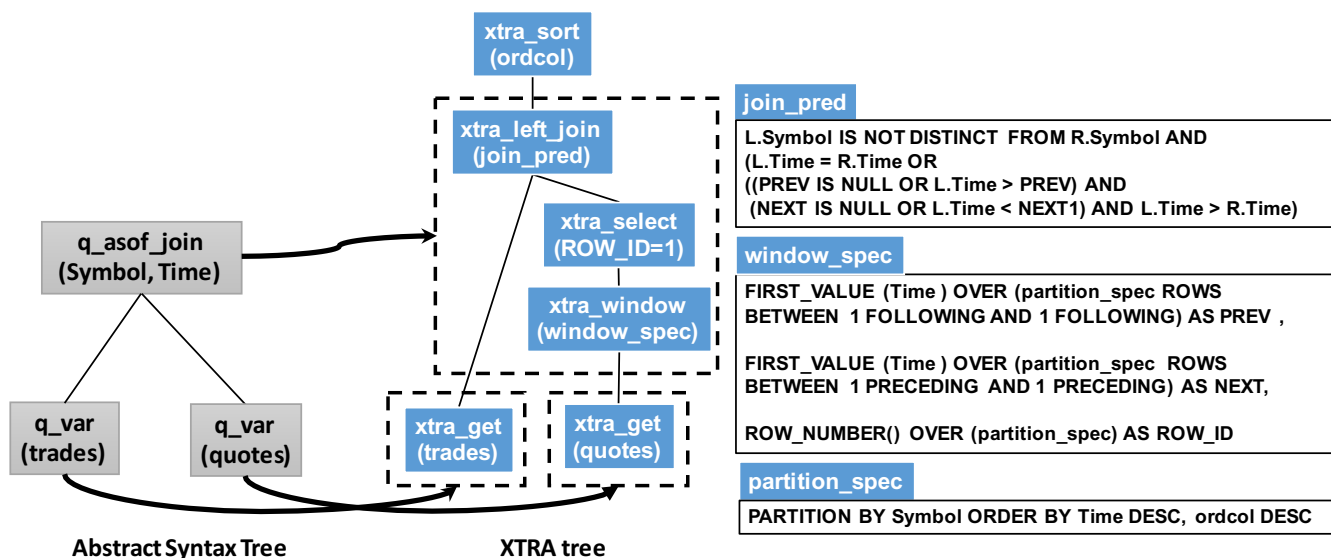 xtra_sort
(ordcol)
xtra_left_join
(join_pred)
xtra_select
(ROW_ID=1)
xtra_window
(window_spec)
q_asof_join
(Symbol, Time)
q_var
(trades)
q_var
(quotes)
xtra_get
(trades)
xtra_get
(quotes)
Abstract Syntax Tree
XTRA tree
join_pred
L.Symbol IS NOT DISTINCT FROM R.Symbol AND
(L.Time = R.Time OR
((PREV IS NULL OR L.Time > PREV) AND
(NEXT IS NULL OR L.Time < NEXT1) AND L.Time > R.Time)
window_spec
FIRST_VALUE (Time ) OVER (partition_spec ROWS
BETWEEN 1 FOLLOWING AND 1 FOLLOWING) AS PREV ,
FIRST_VALUE (Time ) OVER (partition_spec ROWS
BETWEEN 1 PRECEDING AND 1 PRECEDING) AS NEXT,
ROW_NUMBER() OVER (partition_spec) AS ROW_ID
partition_spec
PARTITION BY Symbol ORDER BY Time DESC, ordcol DESC